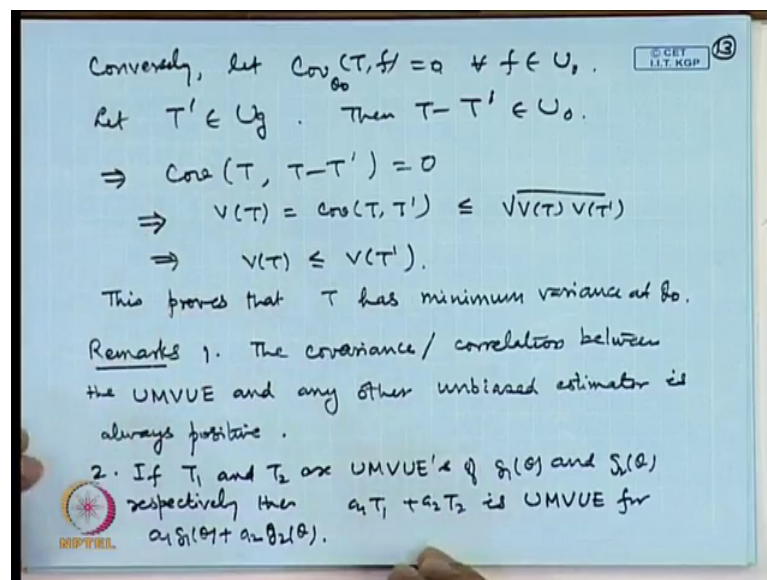 Conversely, let Cov_θ₀ (T, f) = 0 ∀ f ∈ U₀.
© CET
I.I.T. KGP
13
Let T' ∈ Ug. Then T - T' ∈ U₀.
⇒ Cov (T, T-T') = 0
⇒ V(T) = Cov(T, T') ≤ √V(T) V(T')
⇒ V(T) ≤ V(T').
This proves that T has minimum variance at θ₀.
Remarks 1. The covariance / correlation between
the UMVUE and any other unbiased estimator is
always positive.
2. If T₁ and T₂ are UMVUE's of g₁(θ) and g₂(θ)
respectively then a₁T₁ + a₂T₂ is UMVUE for
a₁g₁(θ) + a₂g₂(θ).
NPTEL